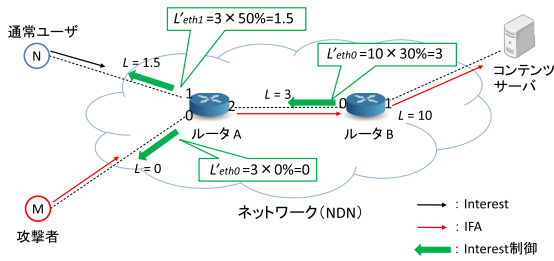 L'eth1=3×50%=1.5
通常ユーザ
N
L = 1.5
L'eth0=10×30%=3
コンテンツ
サーバ
1
0
2
L = 3
0
1
ルータ A
ルータ B
L = 10
L = 0
L'eth0=3×0%=0
M
攻撃者
ネットワーク(NDN)
: Interest
: IFA
: Interest制御